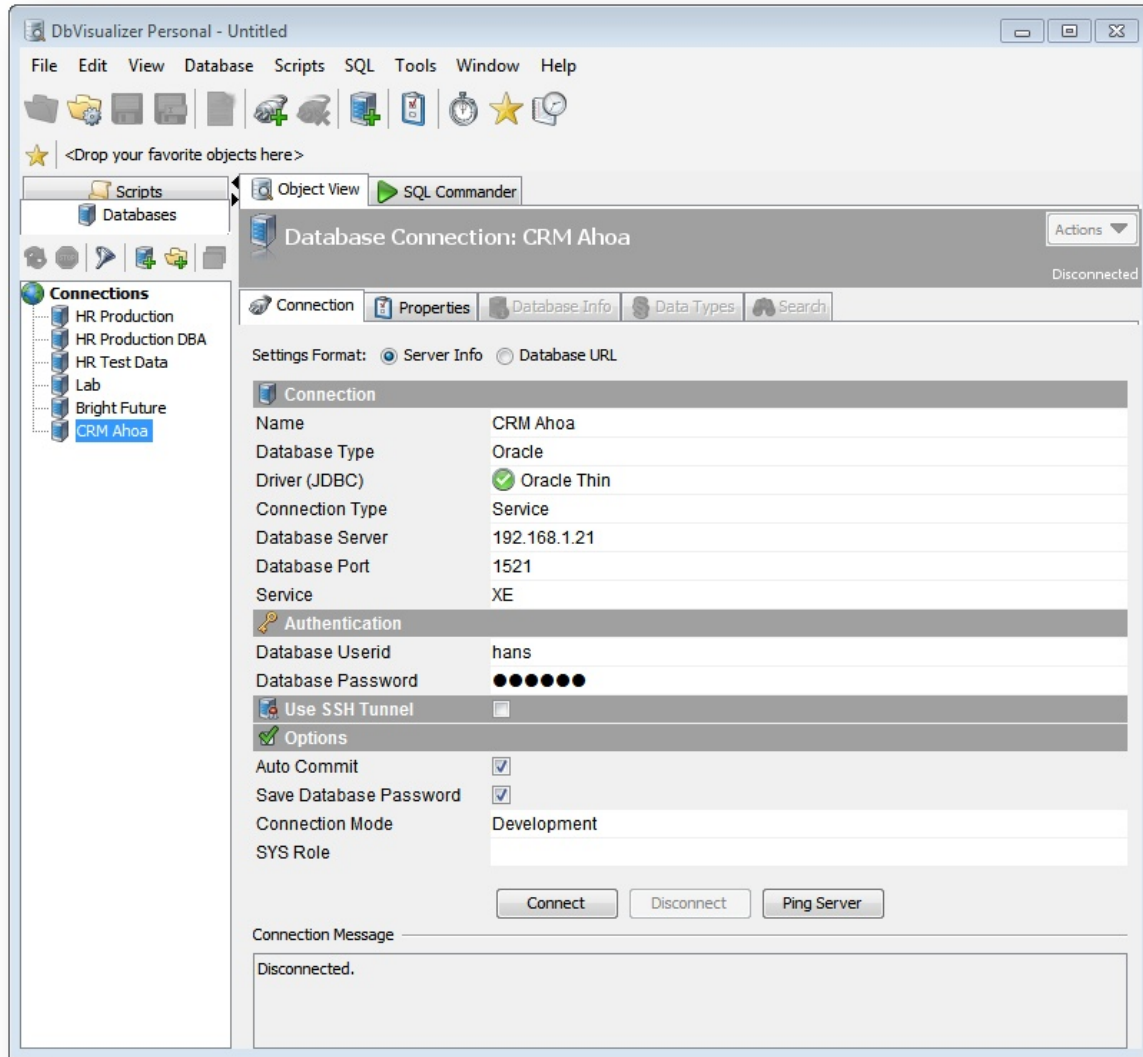 DbVisualizer Personal - Untitled
File Edit View Database Scripts SQL Tools Window Help
<Drop your favorite objects here>
Scripts
Databases
Object View SQL Commander
Database Connection: CRM Ahoa
Actions
Disconnected
STOP
Connections
HR Production
HR Production DBA
HR Test Data
Lab
Bright Future
CRM Ahoa
Connection Properties Database Info Data Types Search
Settings Format: Server Info Database URL
Connection
Name CRM Ahoa
Database Type Oracle
Driver (JDBC) Oracle Thin
Connection Type Service
Database Server 192.168.1.21
Database Port 1521
Service XE
Authentication
Database Userid hans
Database Password ●●●●●●
Use SSH Tunnel
Options
Auto Commit
Save Database Password
Connection Mode Development
SYS Role
Connect Disconnect Ping Server
Connection Message
Disconnected.